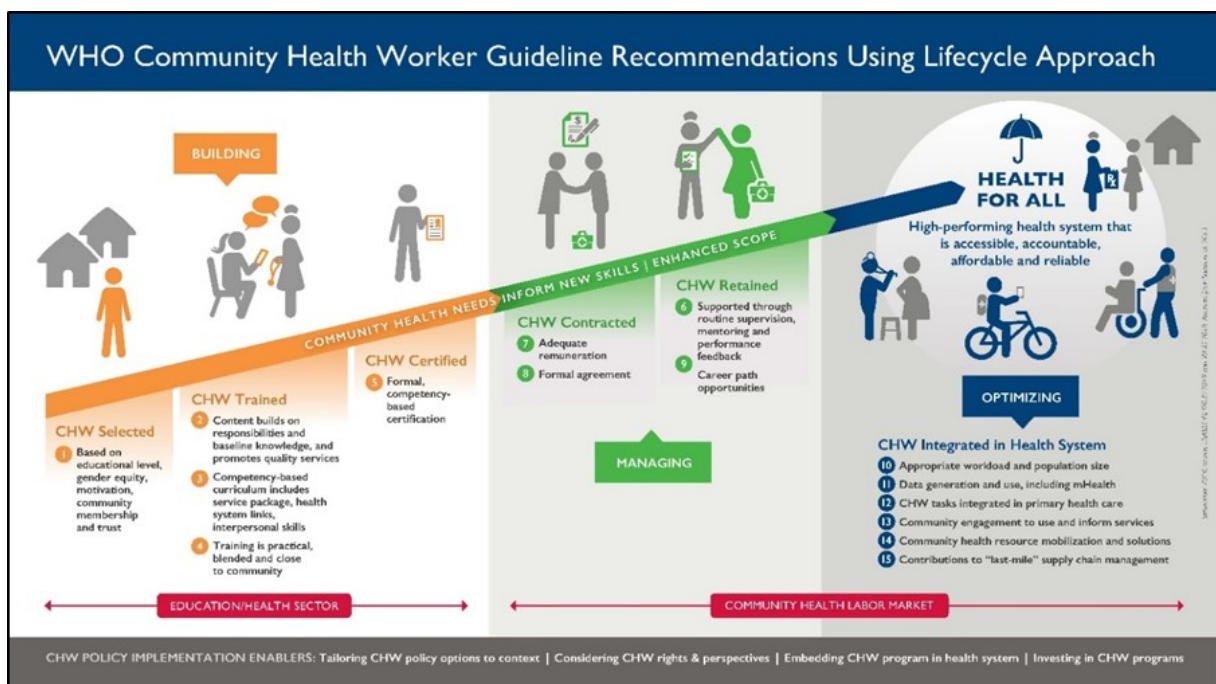 WHO Community Health Worker Guideline Recommendations Using Lifecycle Approach
BUILDING
COMMUNITY HEALTH NEEDS INFORM NEW SKILLS | ENHANCED SCOPE
CHW Selected
1 Based on
educational level,
gender equity,
motivation,
community
membership
and trust
CHW Trained
2 Content builds on
responsibilities and
baseline knowledge, and
promotes quality services
3 Competency-based
curriculum includes
service package, health
system links,
interpersonal skills
4 Training is practical,
blended and close
to community
CHW Certified
5 Formal,
competency-
based
certification
$
CHW Contracted
7 Adequate
remuneration
8 Formal agreement
CHW Retained
6 Supported through
routine supervision,
mentoring and
performance
feedback
9 Career path
opportunities
MANAGING
HEALTH
FOR ALL
High-performing health system that
is accessible, accountable,
affordable and reliable
Rx
OPTIMIZING
CHW Integrated in Health System
10 Appropriate workload and population size
11 Data generation and use, including mHealth
12 CHW tasks integrated in primary health care
13 Community engagement to use and inform services
14 Community health resource mobilization and solutions
15 Contributions to "last-mile" supply chain management
EDUCATION/HEALTH SECTOR
COMMUNITY HEALTH LABOR MARKET
CHW POLICY IMPLEMENTATION ENABLERS: Tailoring CHW policy options to context | Considering CHW rights & perspectives | Embedding CHW program in health system | Investing in CHW programs